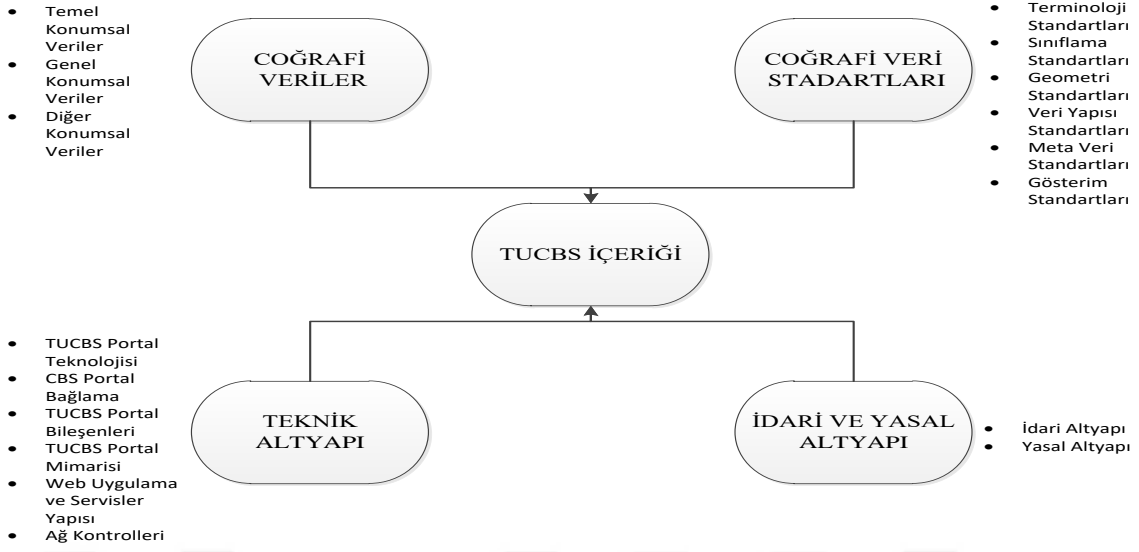 Temel
Konumsal
Veriler
Genel
Konumsal
Veriler
Diğer
Konumsal
Veriler
COĞRAFİ
VERİLER
COĞRAFİ VERİ
STADARTLARI
Terminoloji
Standartları
Sınıflama
Standartları
Geometri
Standartları
Veri Yapısı
Standartları
Meta Veri
Standartları
Gösterim
Standartları
TUCBS İÇERİĞİ
TUCBS Portal
Teknolojisi
CBS Portal
Bağlama
TUCBS Portal
Bileşenleri
TUCBS Portal
Mimarisi
Web Uygulama
ve Servisler
Yapısı
Ağ Kontrolleri
TEKNİK
ALTYAPI
İDARİ VE YASAL
ALTYAPI
İdari Altyapı
Yasal Altyapı